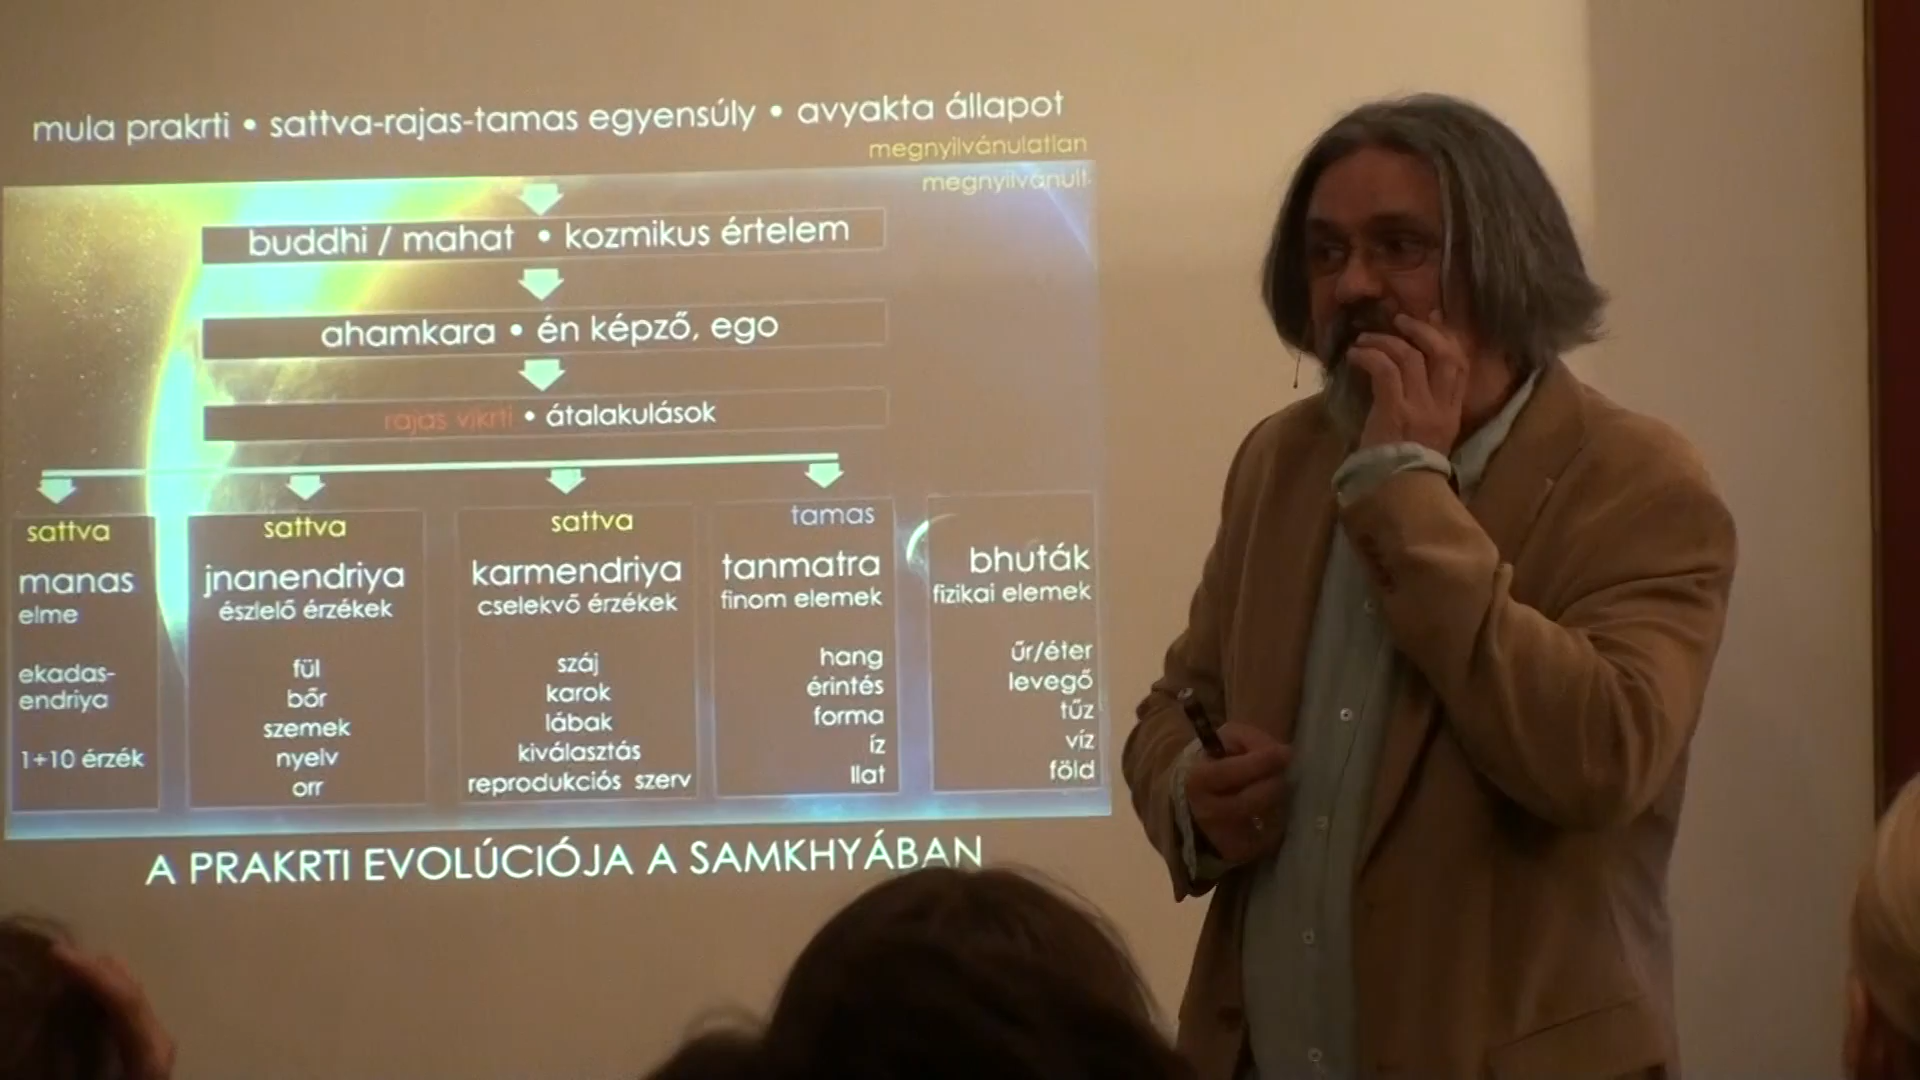 mula prakrti • sattva-rajas-tamas egyensúly • avyakta állapot
megnyilvánulatlan
megnyilvánult
buddhi / mahat • kozmikus értelem
ahamkara • én képző, ego
rajas vikrti • átalakulások
sattva
manas
elme
ekadas-
endriya
1+10 érzék
sattva
jnanendriya
észlelő érzékek
fül
bőr
szemek
nyelv
orr
sattva
karmendriya
cselekvő érzékek
száj
karok
lábak
kiválasztás
reprodukciós szerv
tamas
tanmatra
finom elemek
hang
érintés
forma
íz
Ilat
bhuták
fizikai elemek
űr/éter
levegő
tűz
víz
föld
A PRAKRTI EVOLÚCIÓJA A SAMKHYÁBAN